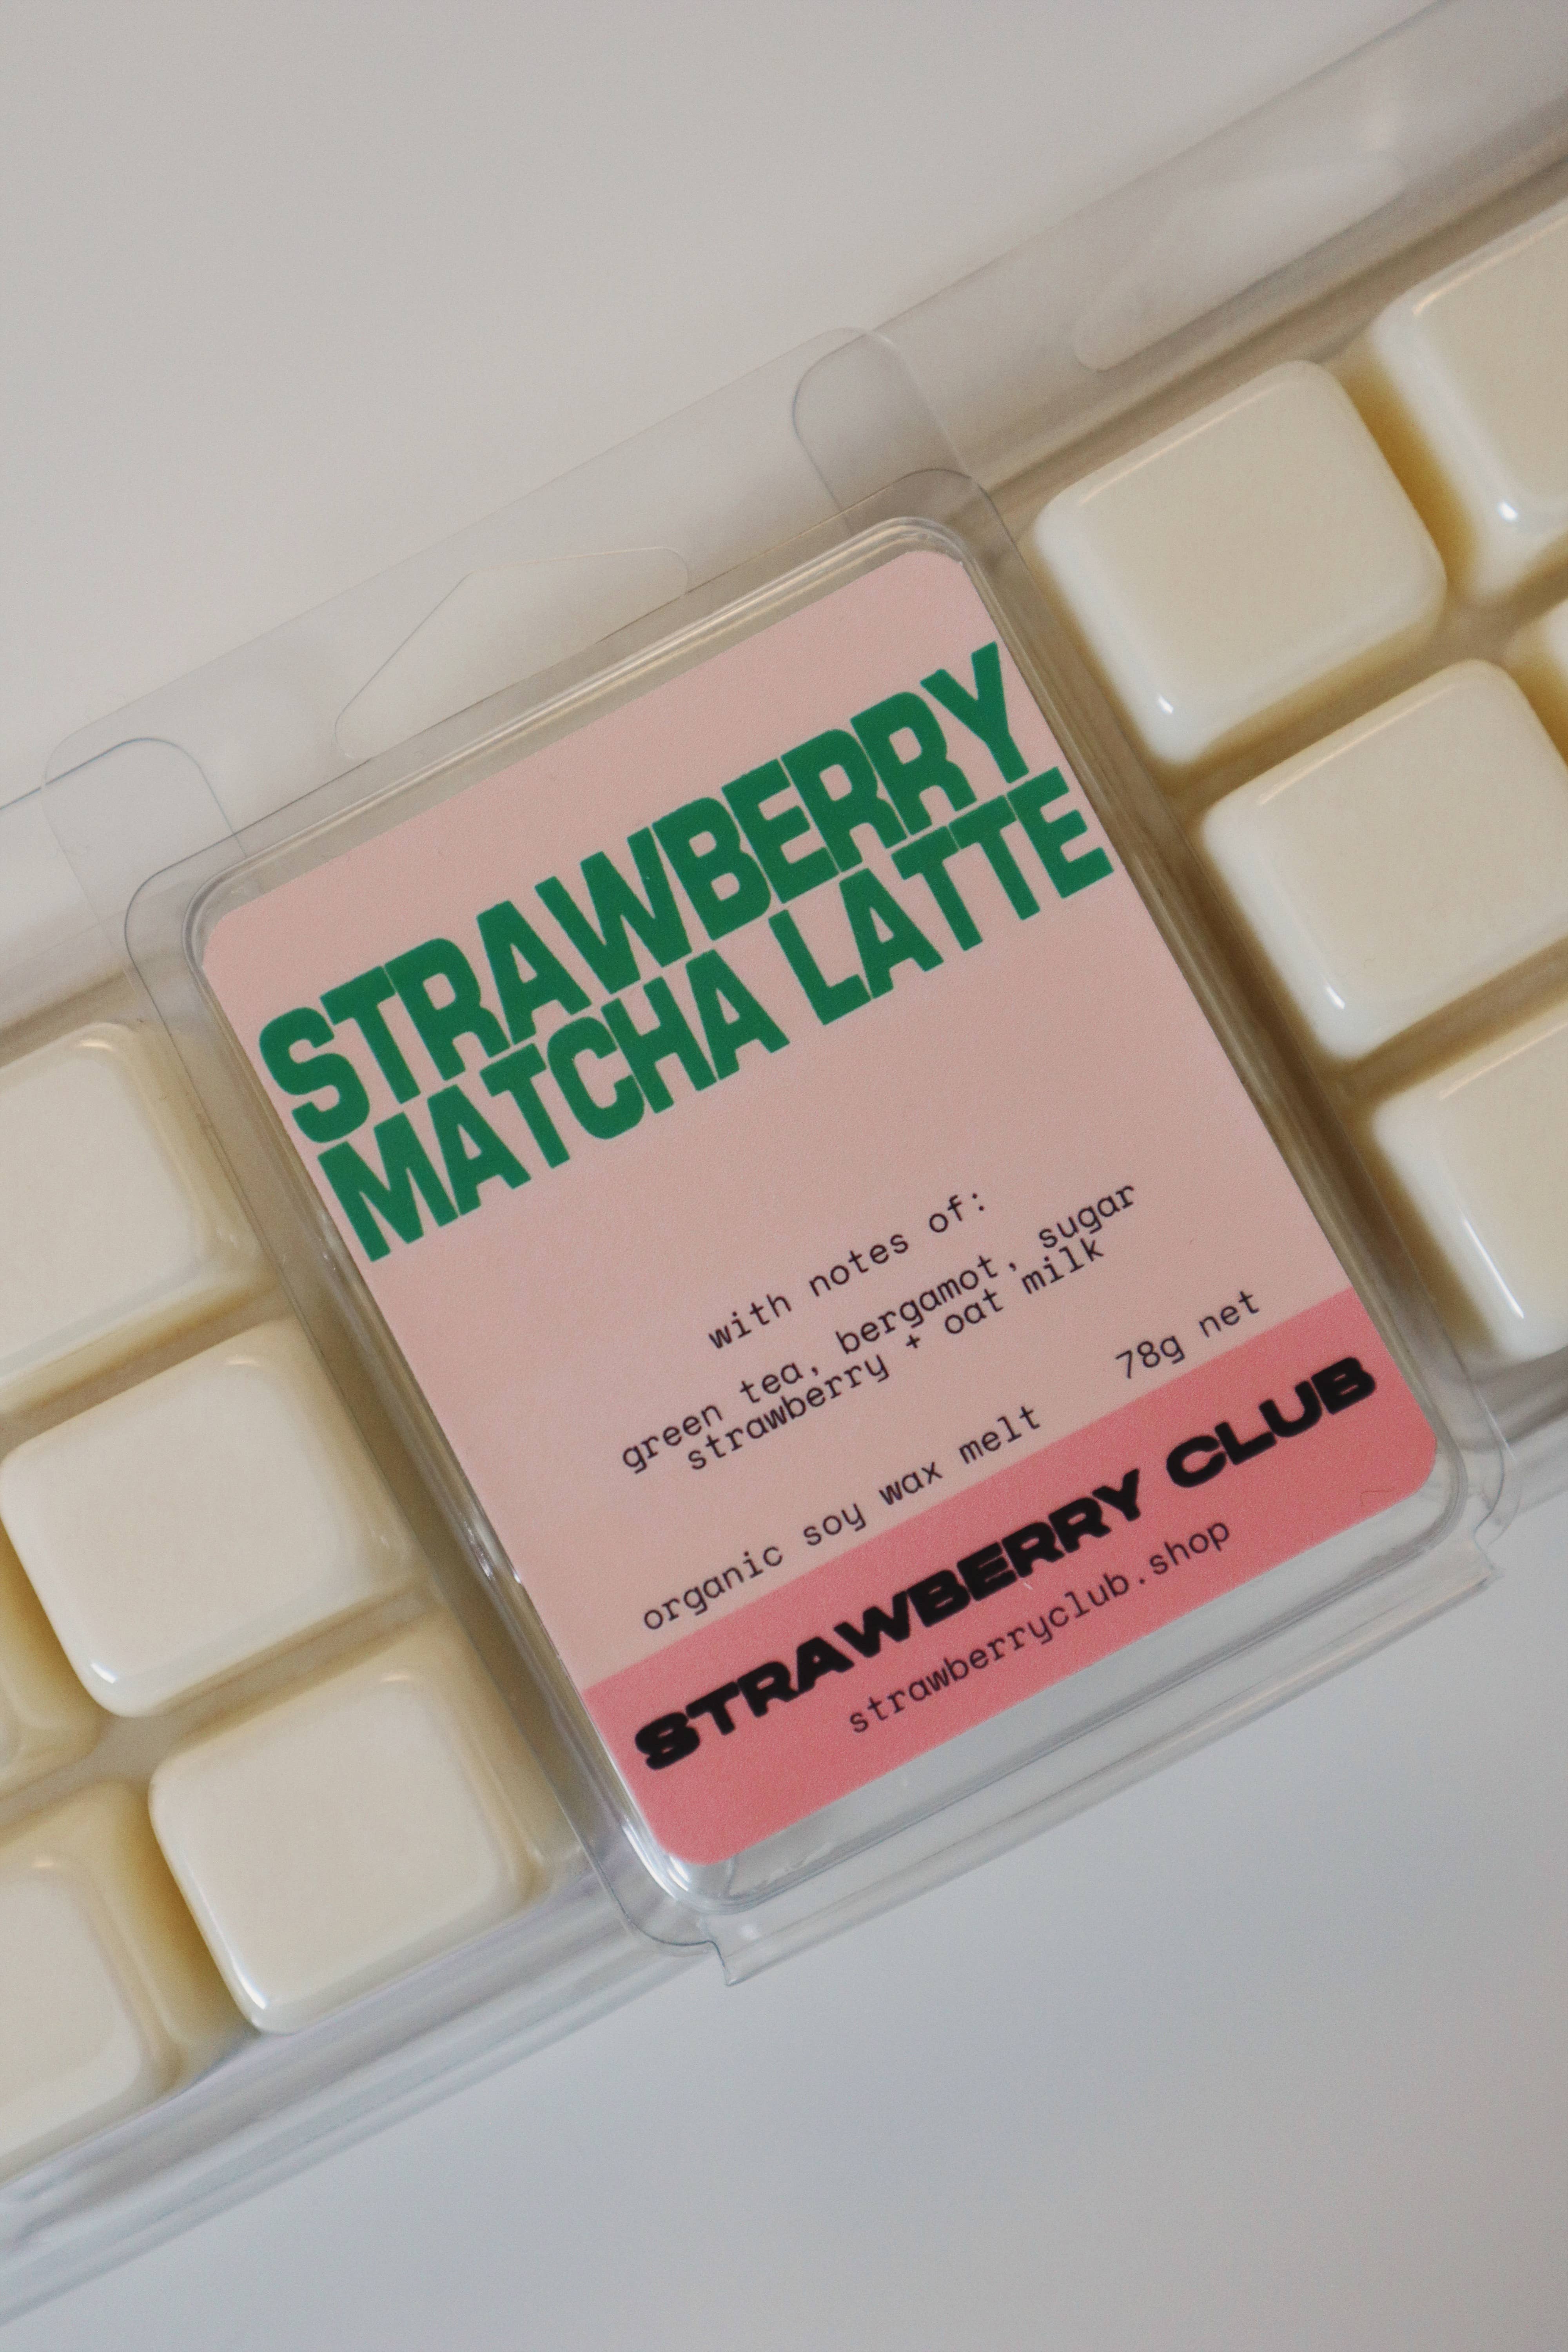 STRAWBERRY
MATCHA LATTE
with notes of:
green tea, bergamot, sugar
strawberry + oat milk
organic soy wax melt 78g net
STRAWBERRY CLUB
strawberryclub.shop